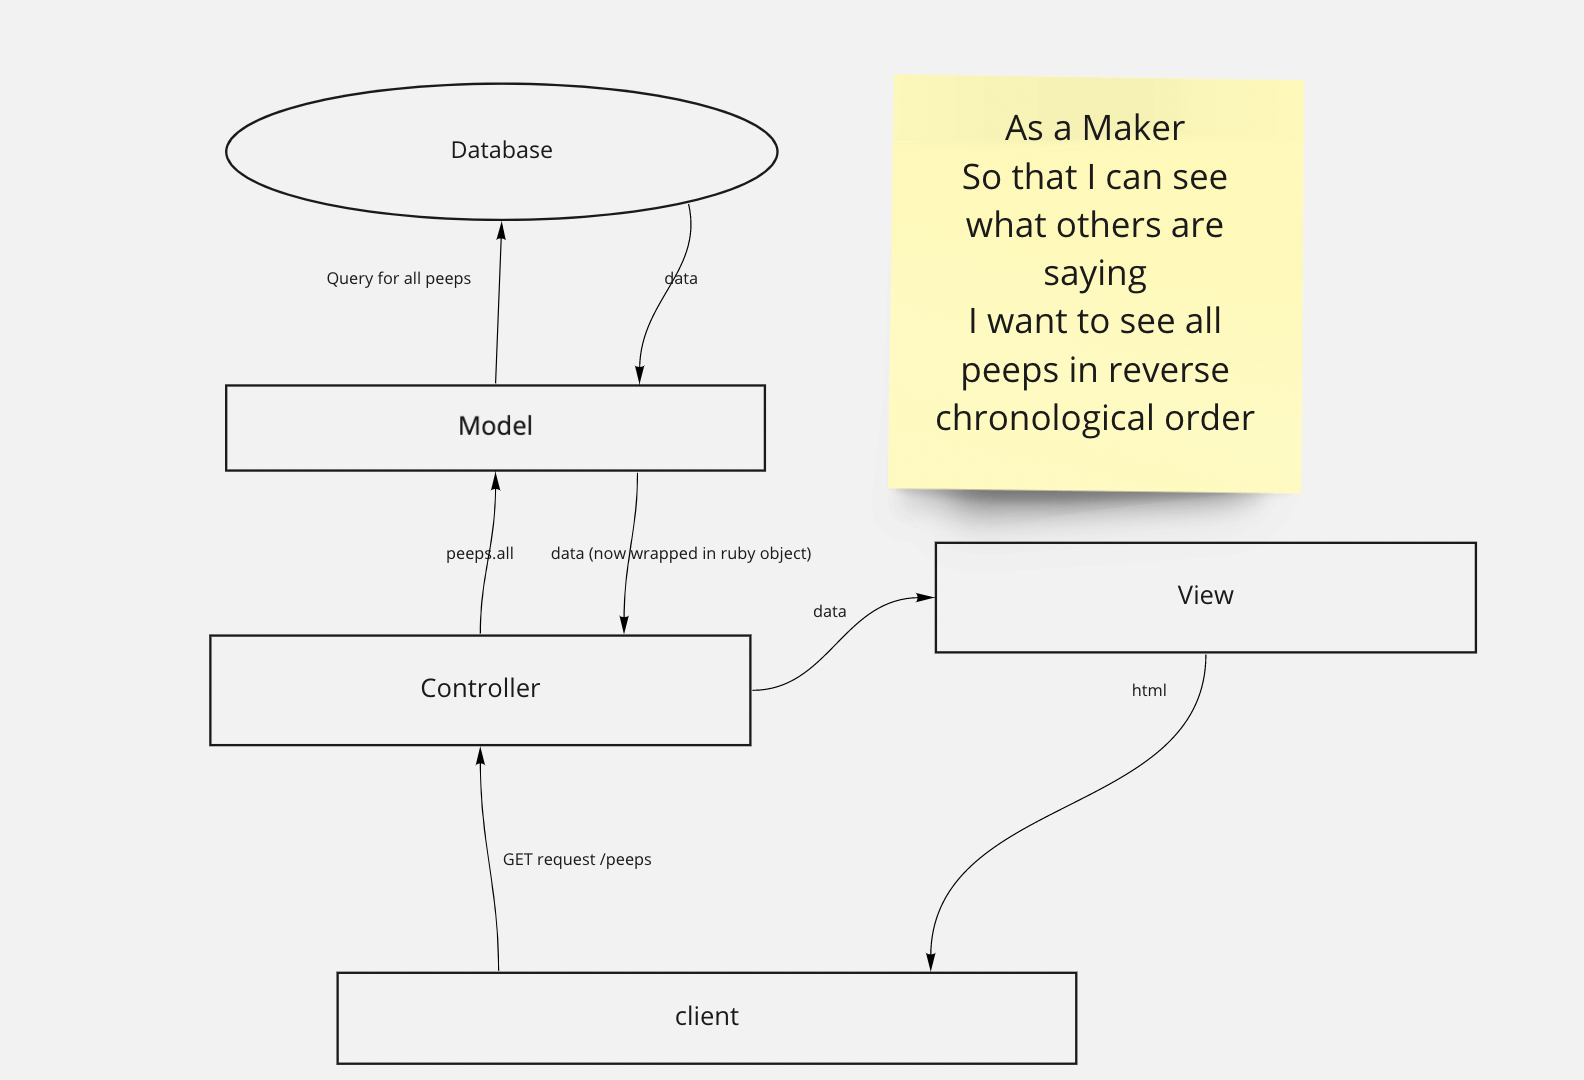 Database
As a Maker
So that I can see
what others are
saying
I want to see all
peeps in reverse
chronological order
Query for all peeps
data
Model
peeps.all
data (now wrapped in ruby object)
View
data
Controller
html
GET request /peeps
client